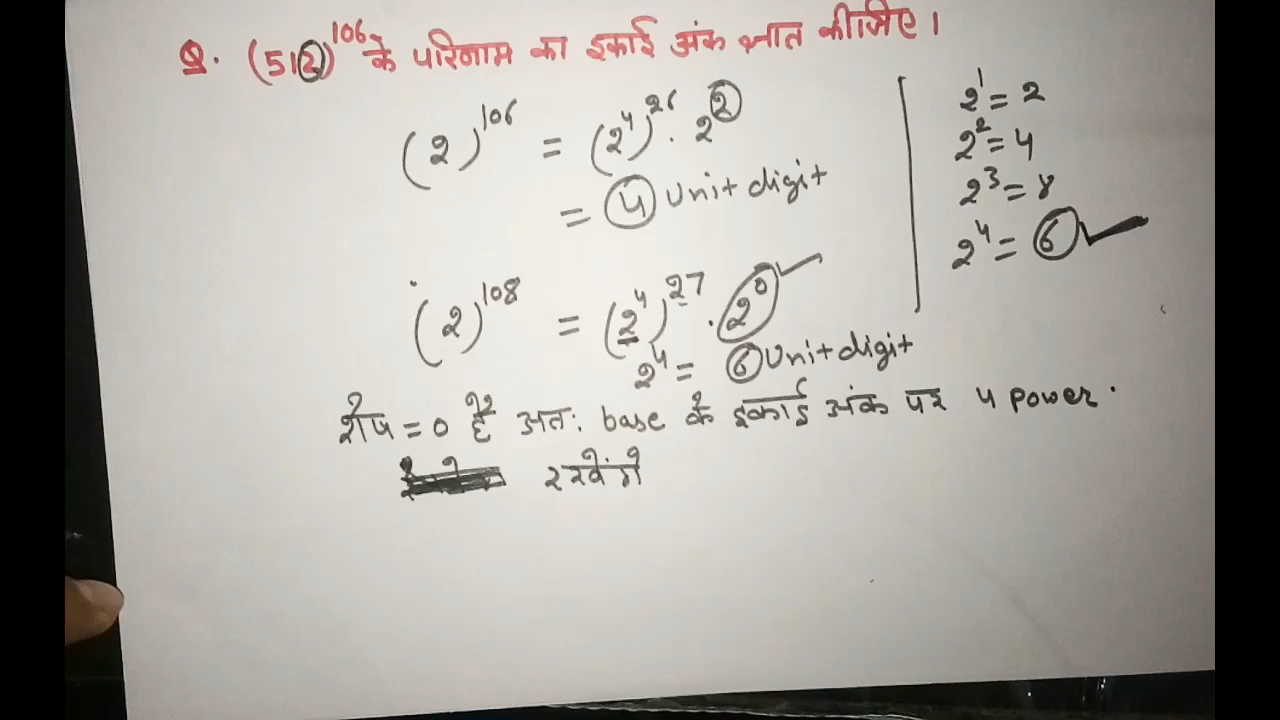 Q. (512)^106 के परिनाम का इकाई अंक ज्ञात कीजिए।
(2)^106 = (2^4)^26 . 2^2
= 4 Unit digit
(2)^108 = (2^4)^27 . 2^0
2^4 = 6 Unit digit
शेष = 0 है अतः base के इकाई अंक पर 4 power.
रखेंगे
2^1 = 2
2^2 = 4
2^3 = 8
2^4 = 6